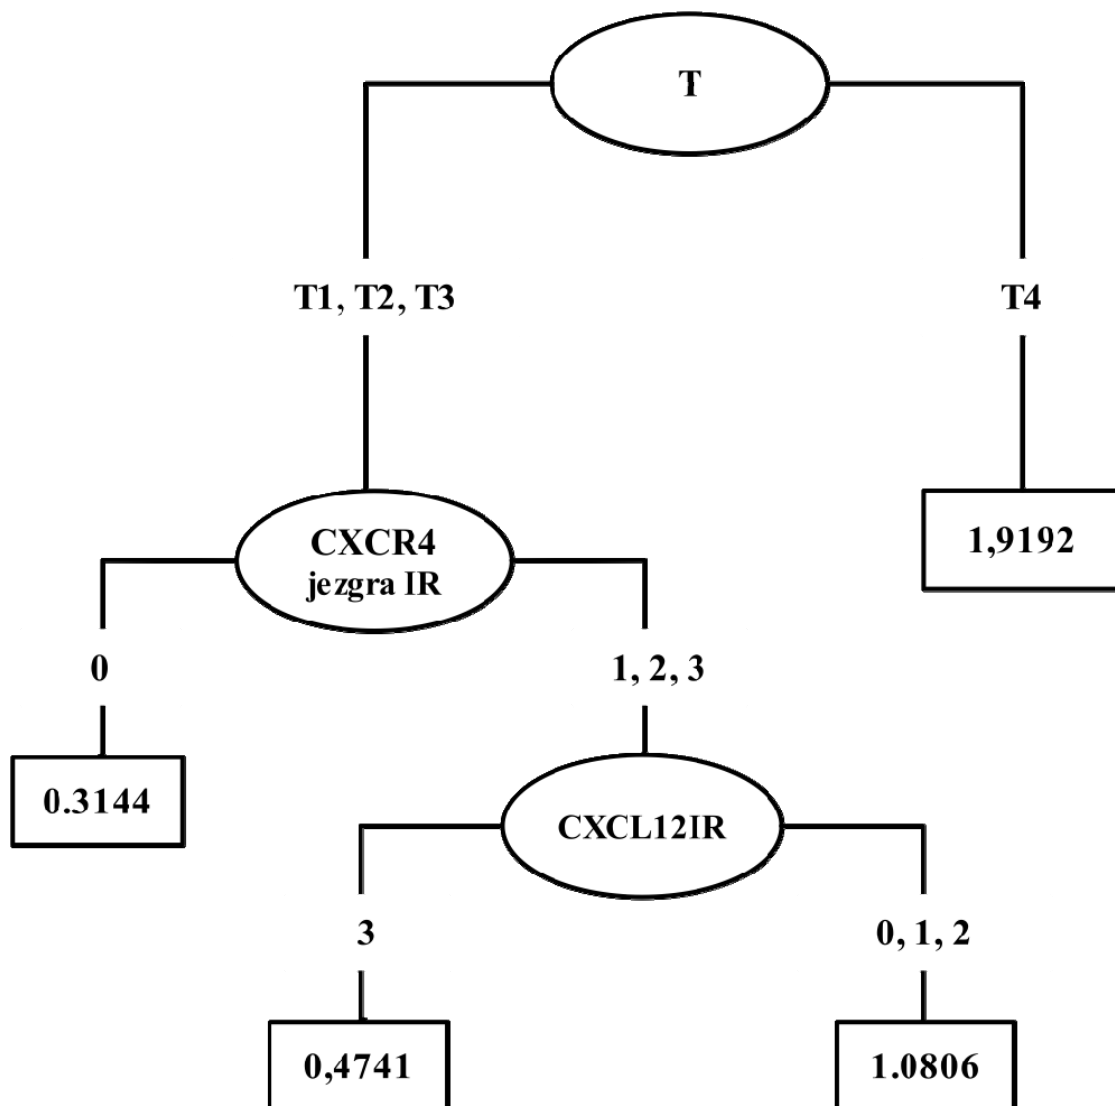 T
T1, T2, T3
T4
CXCR4
jezgra IR
1,9192
0
1, 2, 3
0.3144
CXCL12IR
3
0, 1, 2
0,4741
1.0806